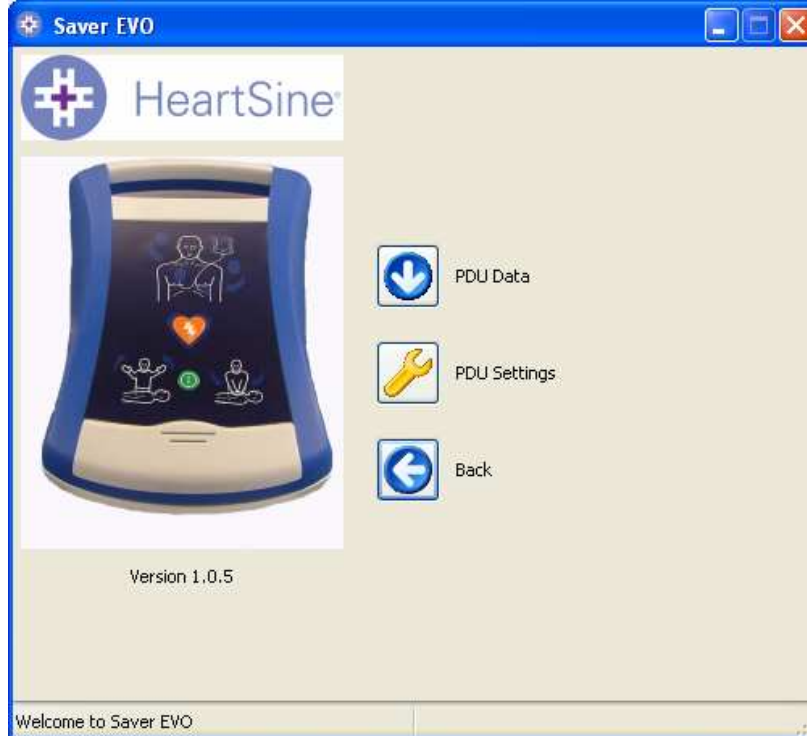 Saver EVO
HeartSine®
PDU Data
PDU Settings
Back
Version 1.0.5
Welcome to Saver EVO